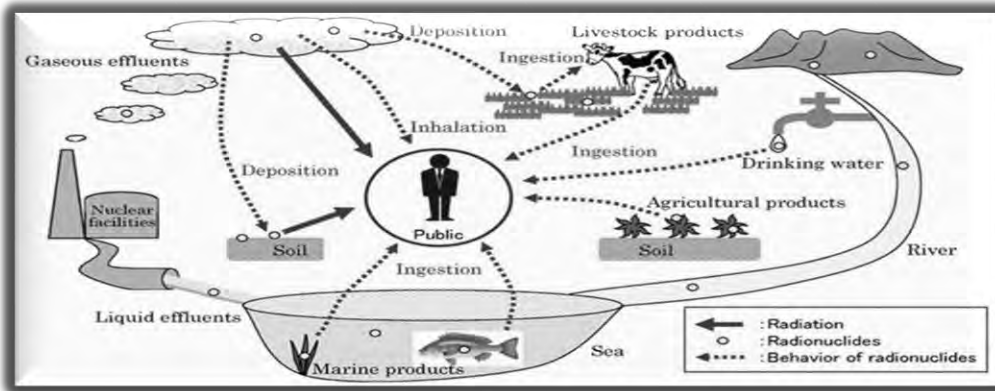 Deposition
Livestock products
Gaseous effluents
Ingestion
Inhalation
Ingestion
Deposition
Drinking water
Agricultural products
Nuclear
facilities
Public
Soil
Soil
River
Ingestion
Liquid effluents
Sea
Marine products
: Radiation
: Radionuclides
: Behavior of radionuclides